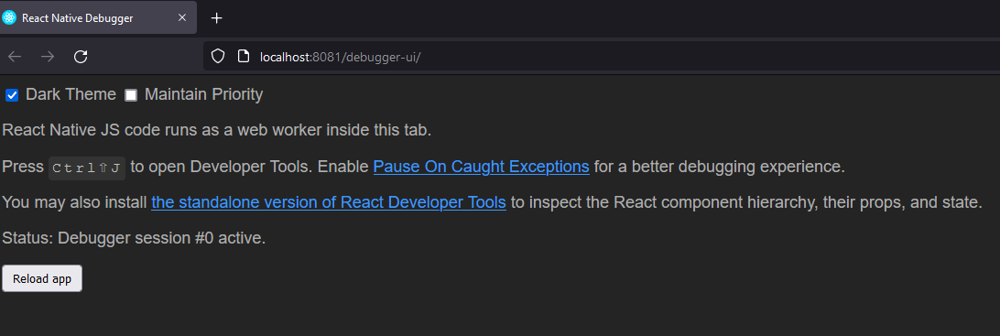 React Native Debugger
localhost:8081/debugger-ui/
Dark Theme Maintain Priority
React Native JS code runs as a web worker inside this tab.
Press Ctrl⇧J to open Developer Tools. Enable Pause On Caught Exceptions for a better debugging experience.
You may also install the standalone version of React Developer Tools to inspect the React component hierarchy, their props, and state.
Status: Debugger session #0 active.
Reload app